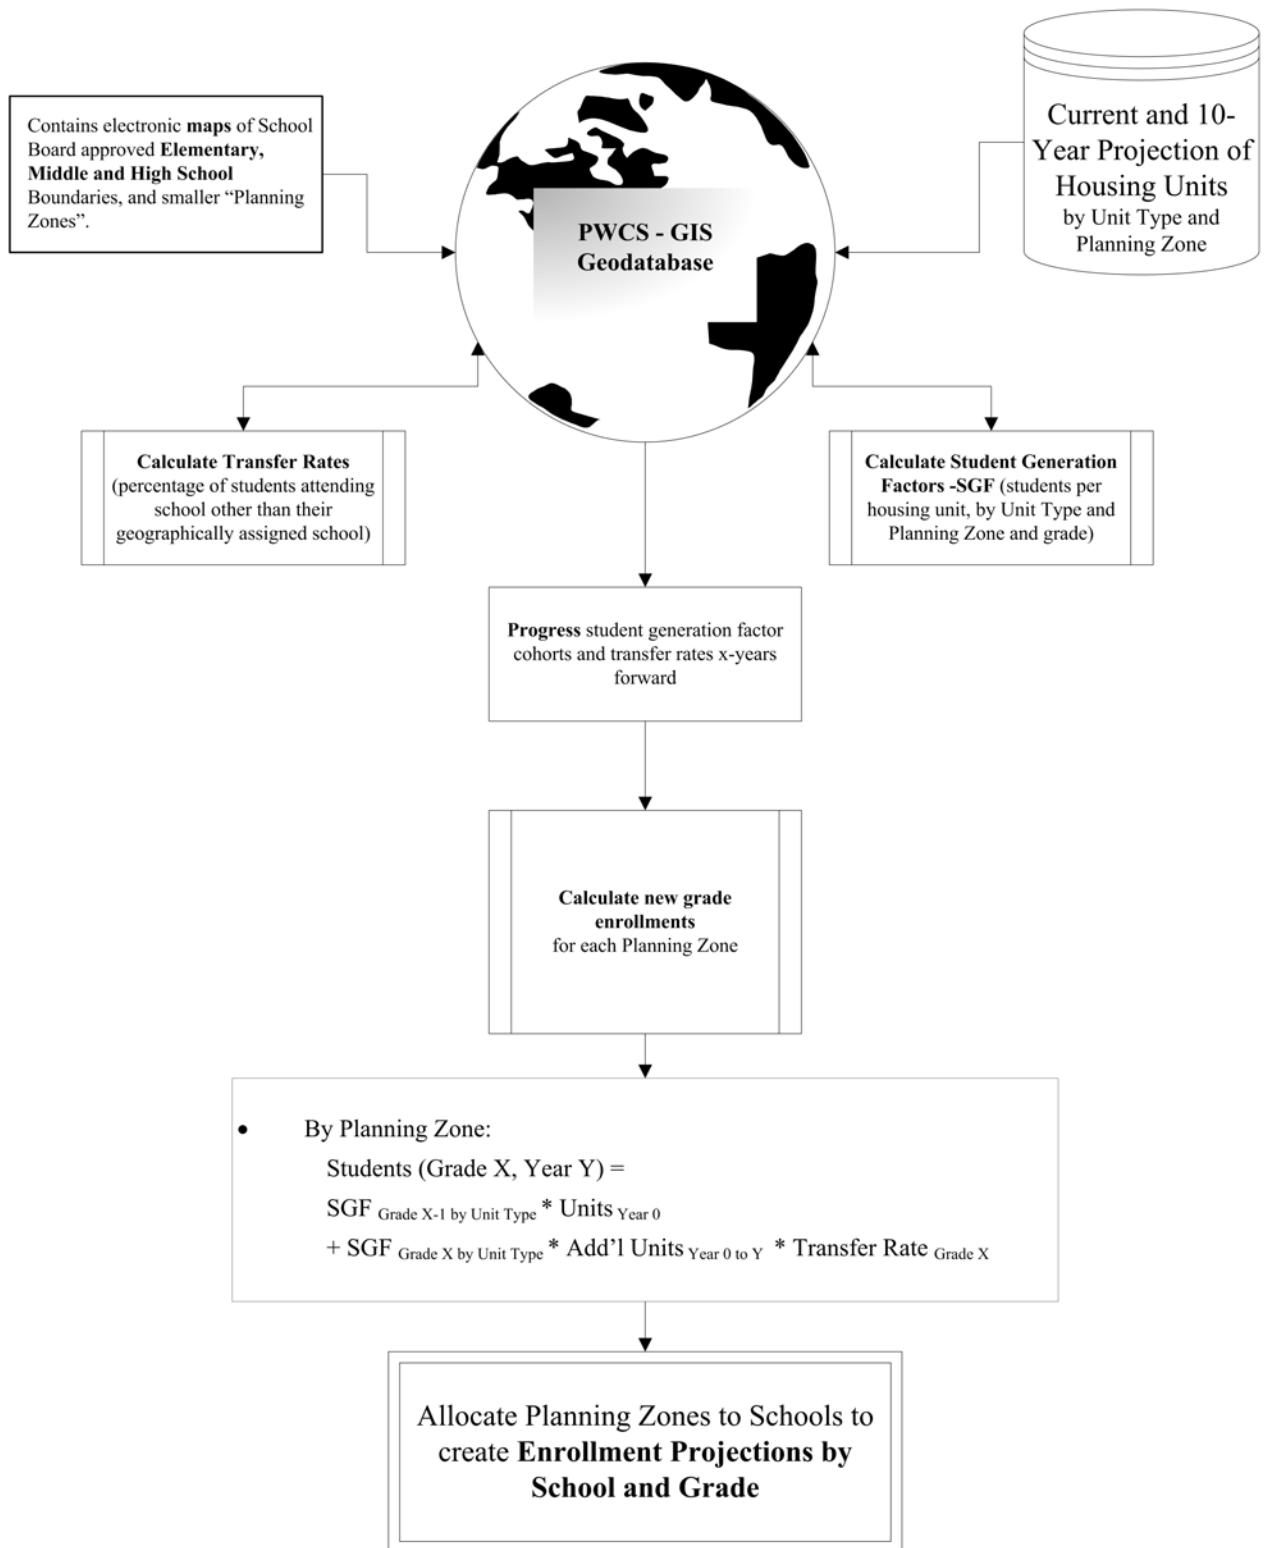 Contains electronic maps of School
Board approved Elementary,
Middle and High School
Boundaries, and smaller “Planning
Zones”.
PWCS - GIS
Geodatabase
Current and 10-
Year Projection of
Housing Units
by Unit Type and
Planning Zone
Calculate Transfer Rates
(percentage of students attending
school other than their
geographically assigned school)
Calculate Student Generation
Factors -SGF (students per
housing unit, by Unit Type and
Planning Zone and grade)
Progress student generation factor
cohorts and transfer rates x-years
forward
Calculate new grade
enrollments
for each Planning Zone
• By Planning Zone:
Students (Grade X, Year Y) =
SGF Grade X-1 by Unit Type * Units Year 0
+ SGF Grade X by Unit Type * Add’l Units Year 0 to Y * Transfer Rate Grade X
Allocate Planning Zones to Schools to
create Enrollment Projections by
School and Grade